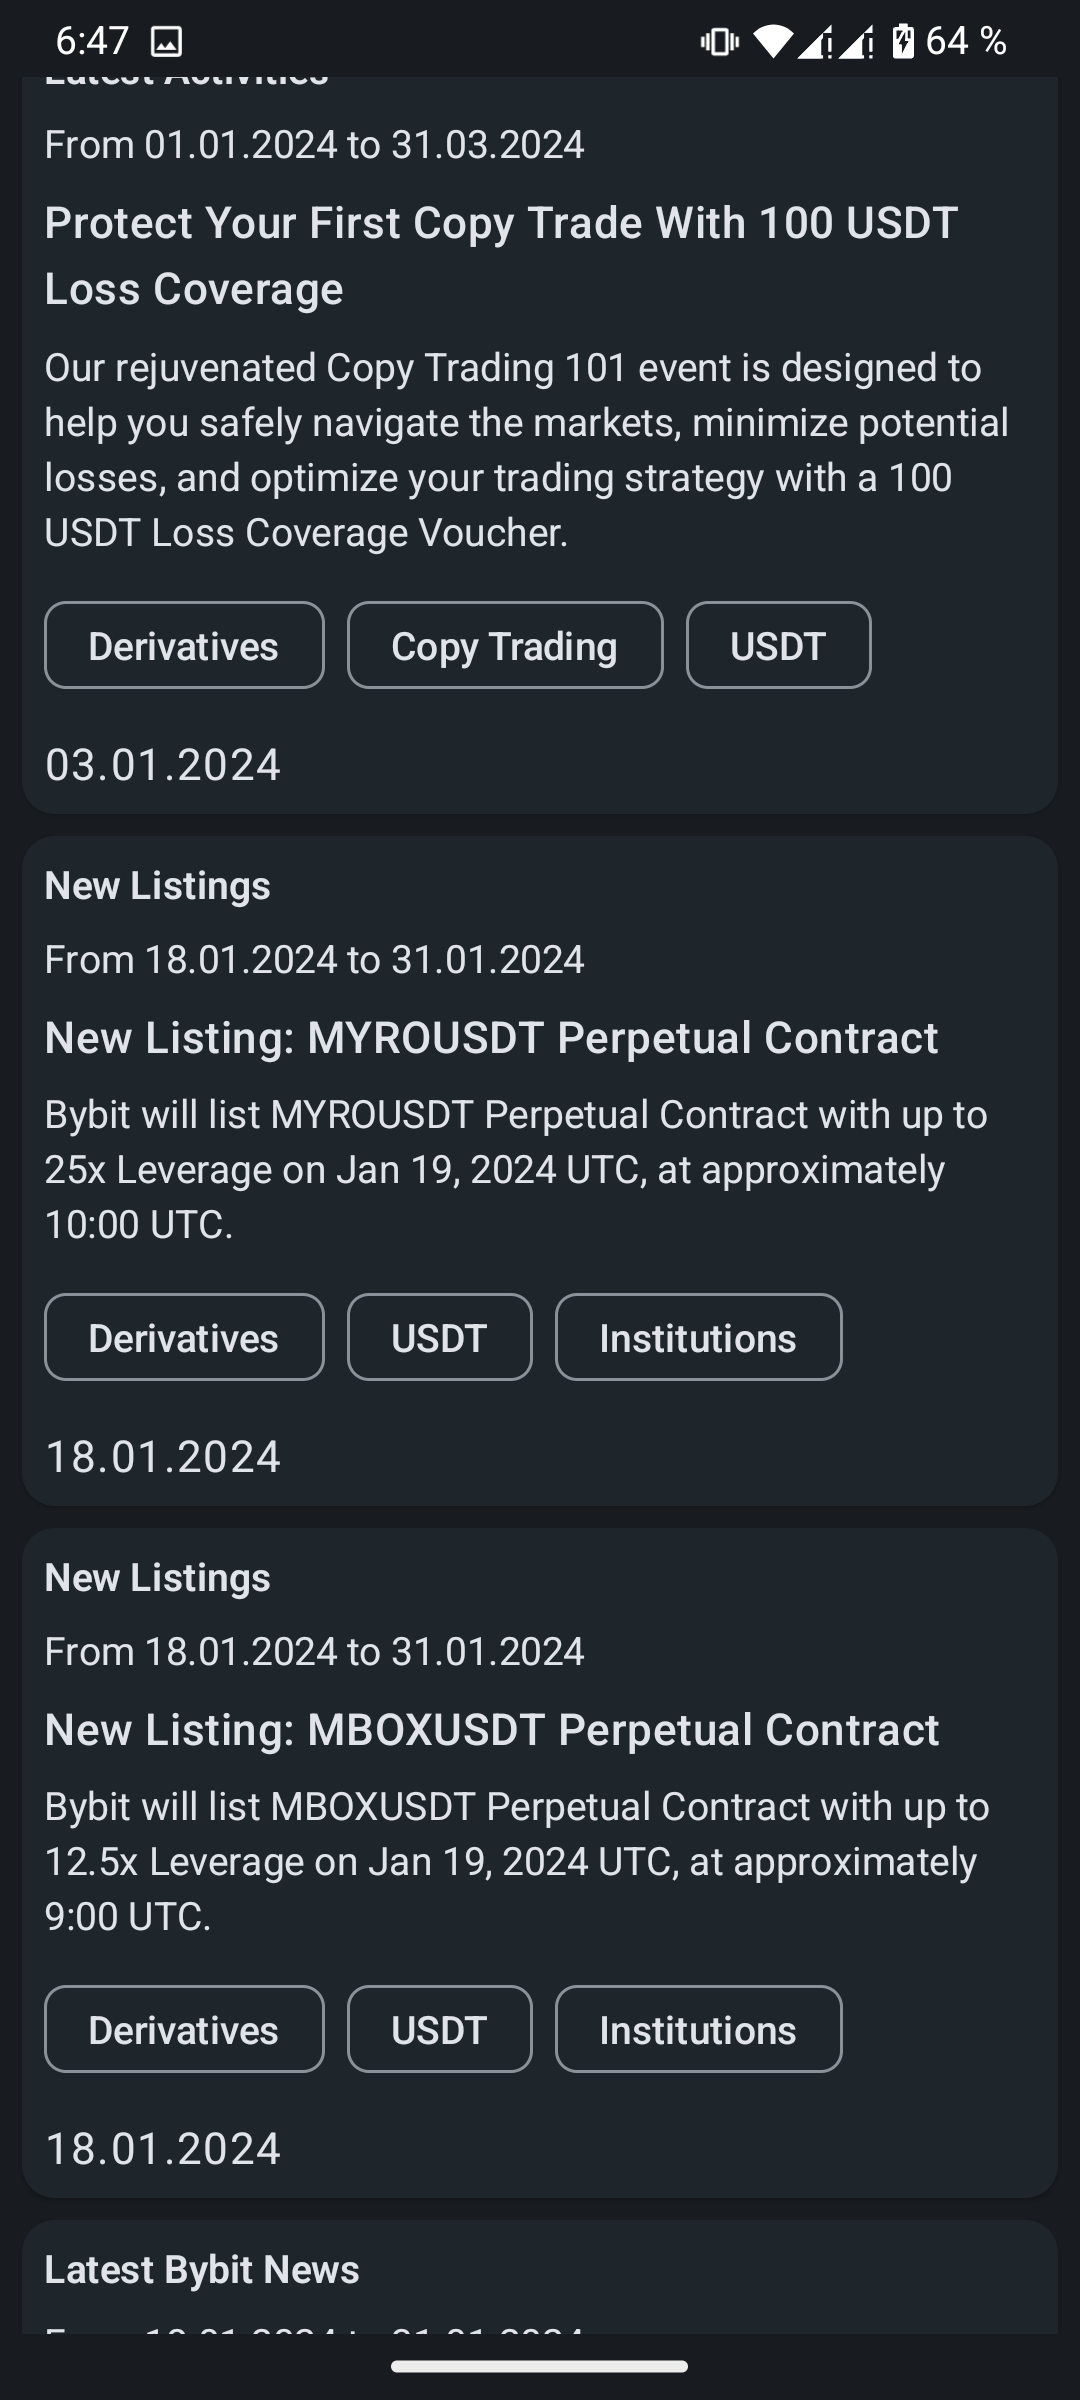 6:47 64 %
Latest Activities
From 01.01.2024 to 31.03.2024
Protect Your First Copy Trade With 100 USDT
Loss Coverage
Our rejuvenated Copy Trading 101 event is designed to
help you safely navigate the markets, minimize potential
losses, and optimize your trading strategy with a 100
USDT Loss Coverage Voucher.
Derivatives Copy Trading USDT
03.01.2024
New Listings
From 18.01.2024 to 31.01.2024
New Listing: MYROUSDT Perpetual Contract
Bybit will list MYROUSDT Perpetual Contract with up to
25x Leverage on Jan 19, 2024 UTC, at approximately
10:00 UTC.
Derivatives USDT Institutions
18.01.2024
New Listings
From 18.01.2024 to 31.01.2024
New Listing: MBOXUSDT Perpetual Contract
Bybit will list MBOXUSDT Perpetual Contract with up to
12.5x Leverage on Jan 19, 2024 UTC, at approximately
9:00 UTC.
Derivatives USDT Institutions
18.01.2024
Latest Bybit News